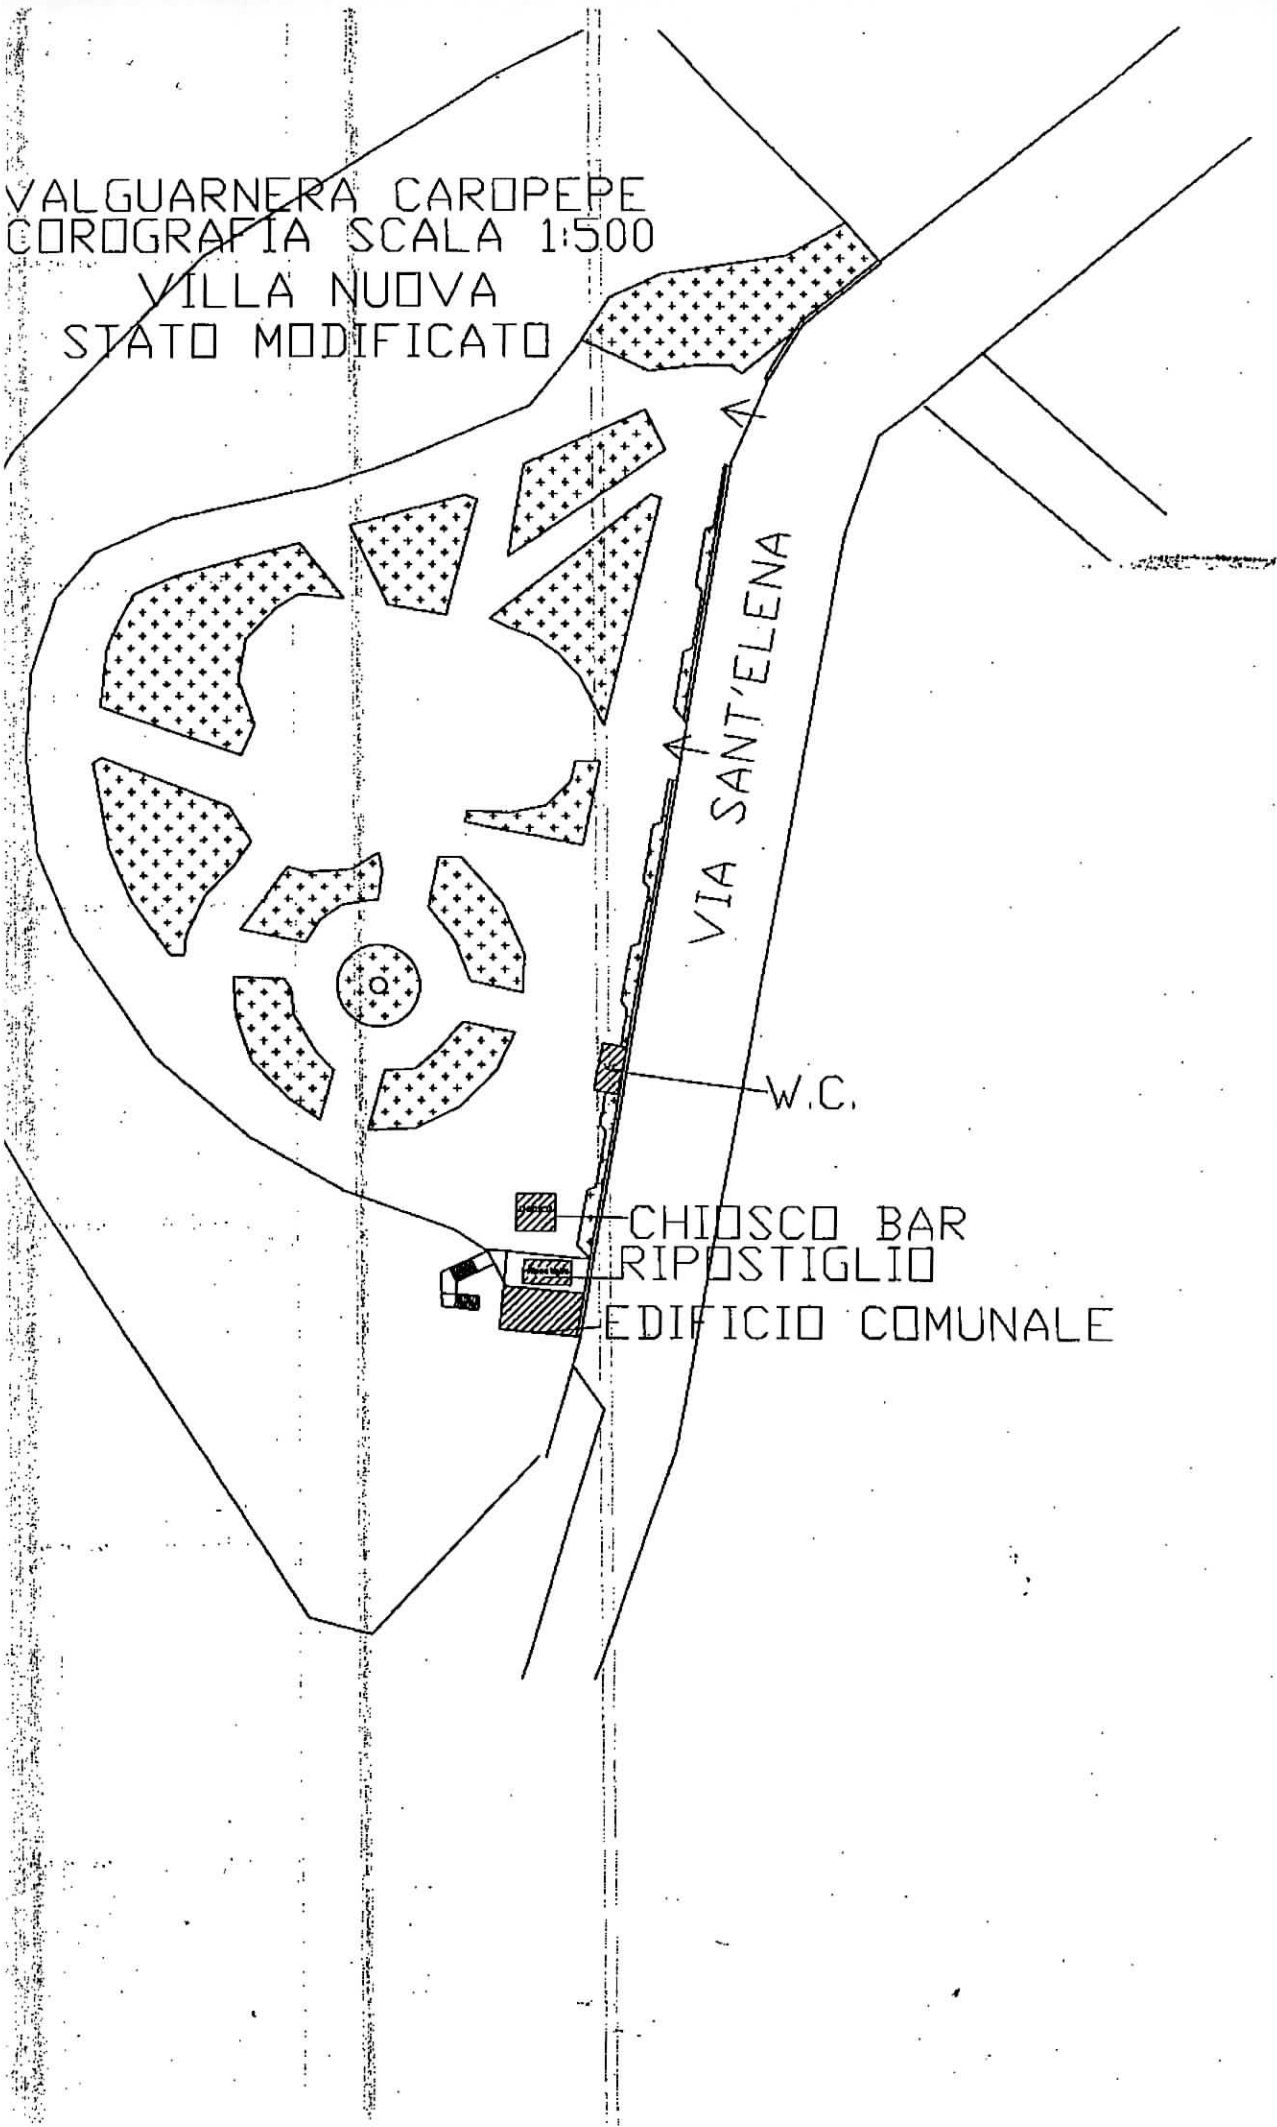 VALGUARNERA CAROPEPE
COROGRAFIA SCALA 1:500
VILLA NUOVA
STATO MODIFICATO
VIA SANT'ELENA
W.C.
CHIOSCO BAR
RIPOSTIGLIO
EDIFICIO COMUNALE